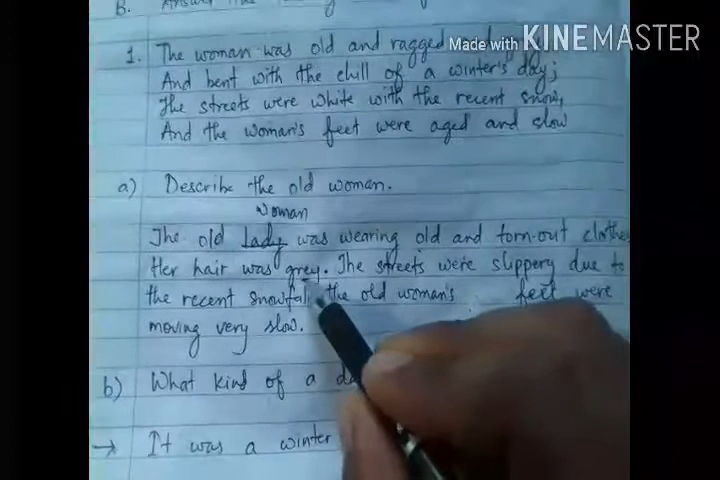 B. Answer the
1. The woman was old and ragged
And bent with the chill of a winter's day;
The streets were white with the recent snow,
And the woman's feet were aged and slow
a) Describe the old woman.
woman
The old lady was wearing old and torn-out clothes
Her hair was grey. The streets were slippery due to
the recent snowfall the old woman's feet were
moving very slow.
b) What kind of a
→ It was a winter
Made with KINEMASTER